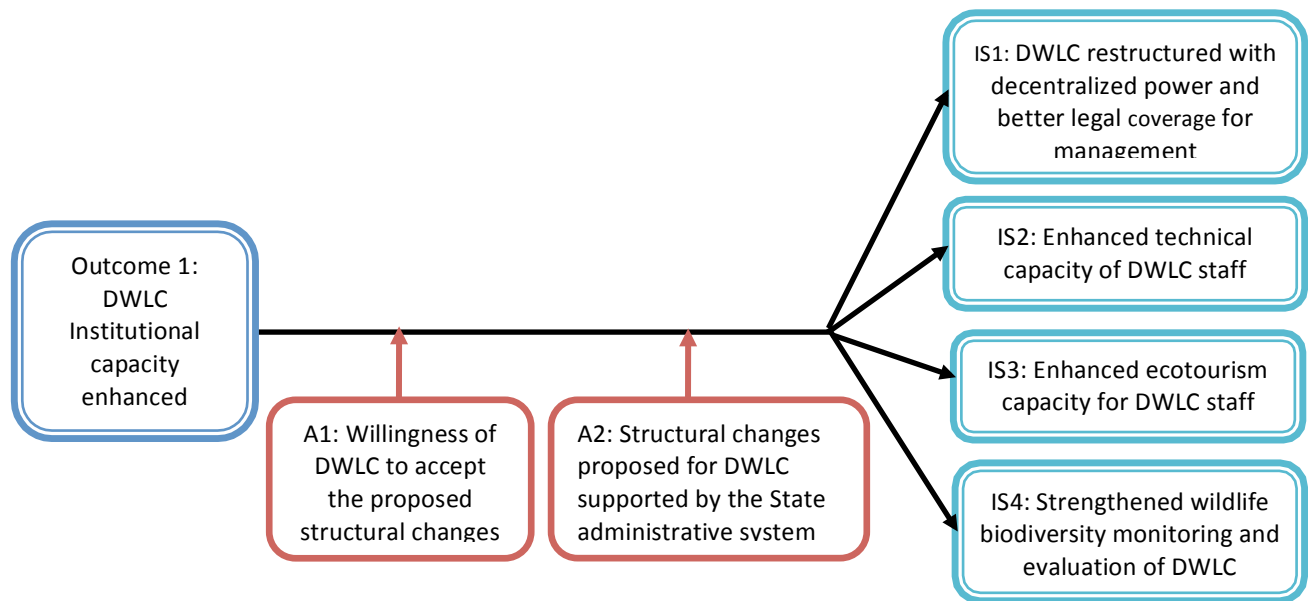 Outcome 1:
DWLC
Institutional
capacity
enhanced
A1: Willingness of
DWLC to accept
the proposed
structural changes
A2: Structural changes
proposed for DWLC
supported by the State
administrative system
IS1: DWLC restructured with
decentralized power and
better legal coverage for
management
IS2: Enhanced technical
capacity of DWLC staff
IS3: Enhanced ecotourism
capacity for DWLC staff
IS4: Strengthened wildlife
biodiversity monitoring and
evaluation of DWLC